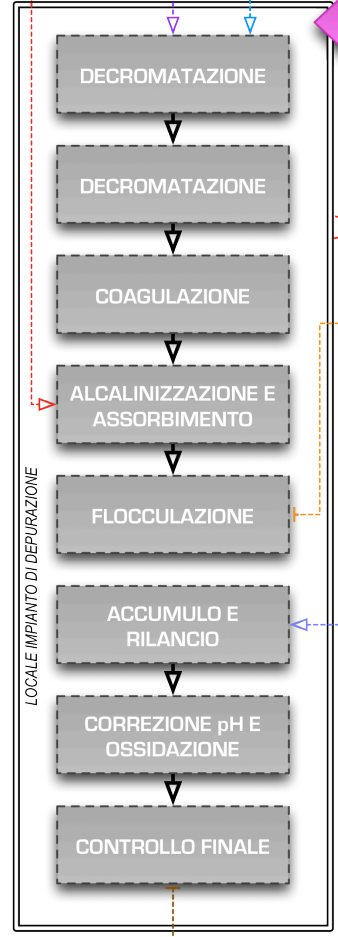 DECROMATAZIONE
DECROMATAZIONE
COAGULAZIONE
ALCALINIZZAZIONE E
ASSORBIMENTO
FLOCCULAZIONE
LOCALE IMPIANTO DI DEPURAZIONE
ACCUMULO E
RILANCIO
CORREZIONE pH E
OSSIDAZIONE
CONTROLLO FINALE